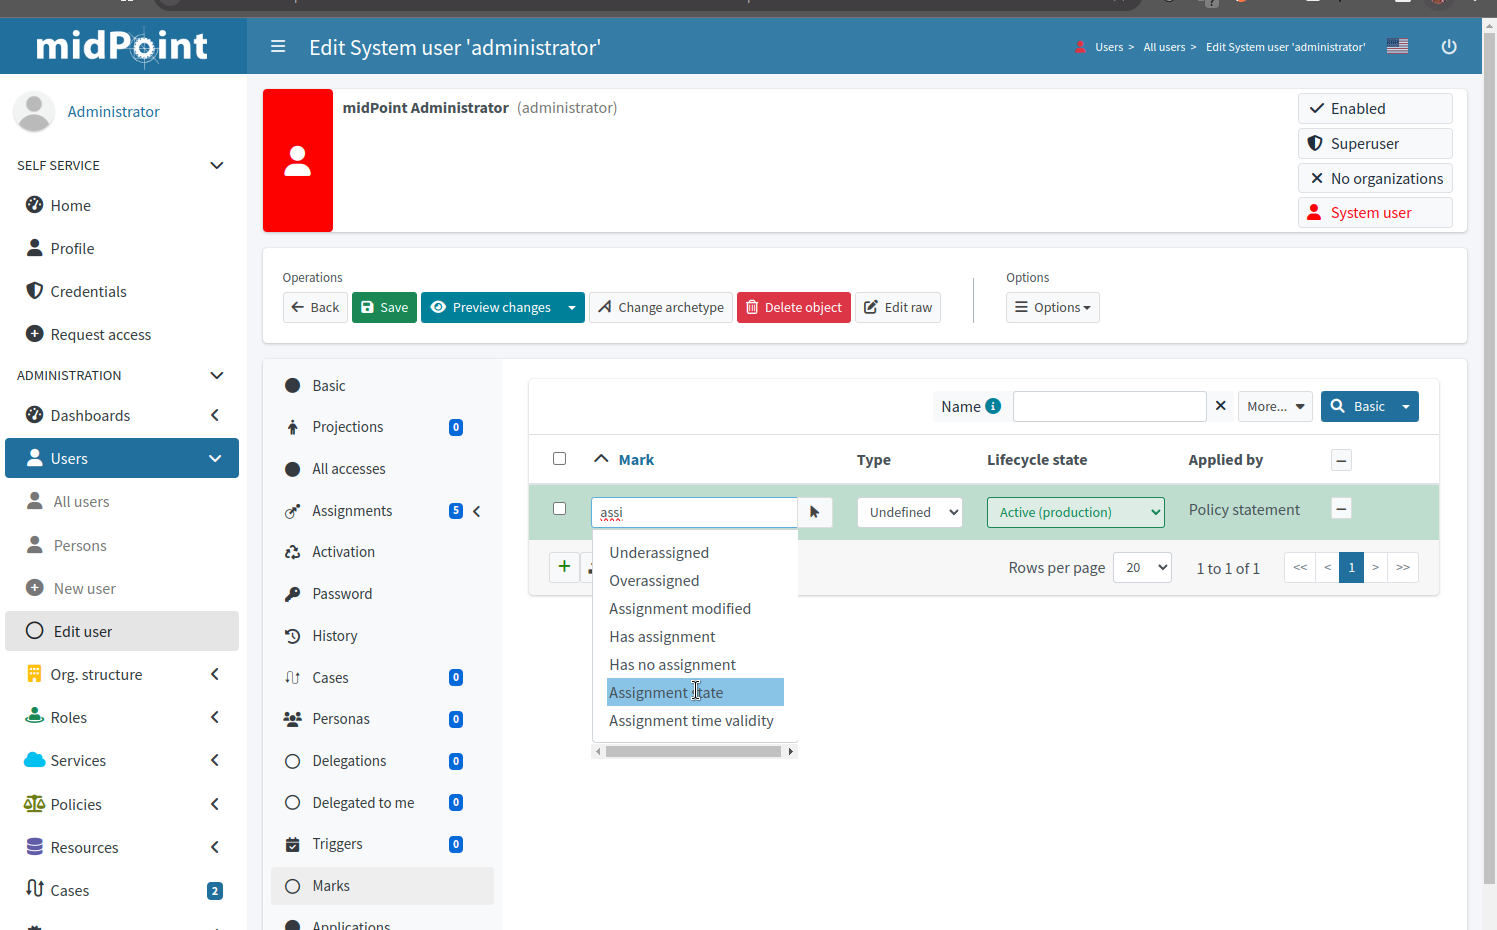 midPoint
Edit System user 'administrator'
Users > All users > Edit System user 'administrator'
Administrator
SELF SERVICE
Home
Profile
Credentials
Request access
ADMINISTRATION
Dashboards
Users
All users
Persons
New user
Edit user
Org. structure
Roles
Services
Policies
Resources
Cases 2
midPoint Administrator (administrator)
Enabled
Superuser
No organizations
System user
Operations
Back Save Preview changes Change archetype Delete object Edit raw
Options
Options
Basic
Projections 0
All accesses
Assignments 5
Activation
Password
History
Cases 0
Personas 0
Delegations 0
Delegated to me 0
Triggers 0
Marks
Applications
Name More... Basic
Mark Type Lifecycle state Applied by
assi Undefined Active (production) Policy statement
Underassigned
Overassigned
Assignment modified
Has assignment
Has no assignment
Assignment state
Assignment time validity
Rows per page 20 1 to 1 of 1 << < 1 > >>